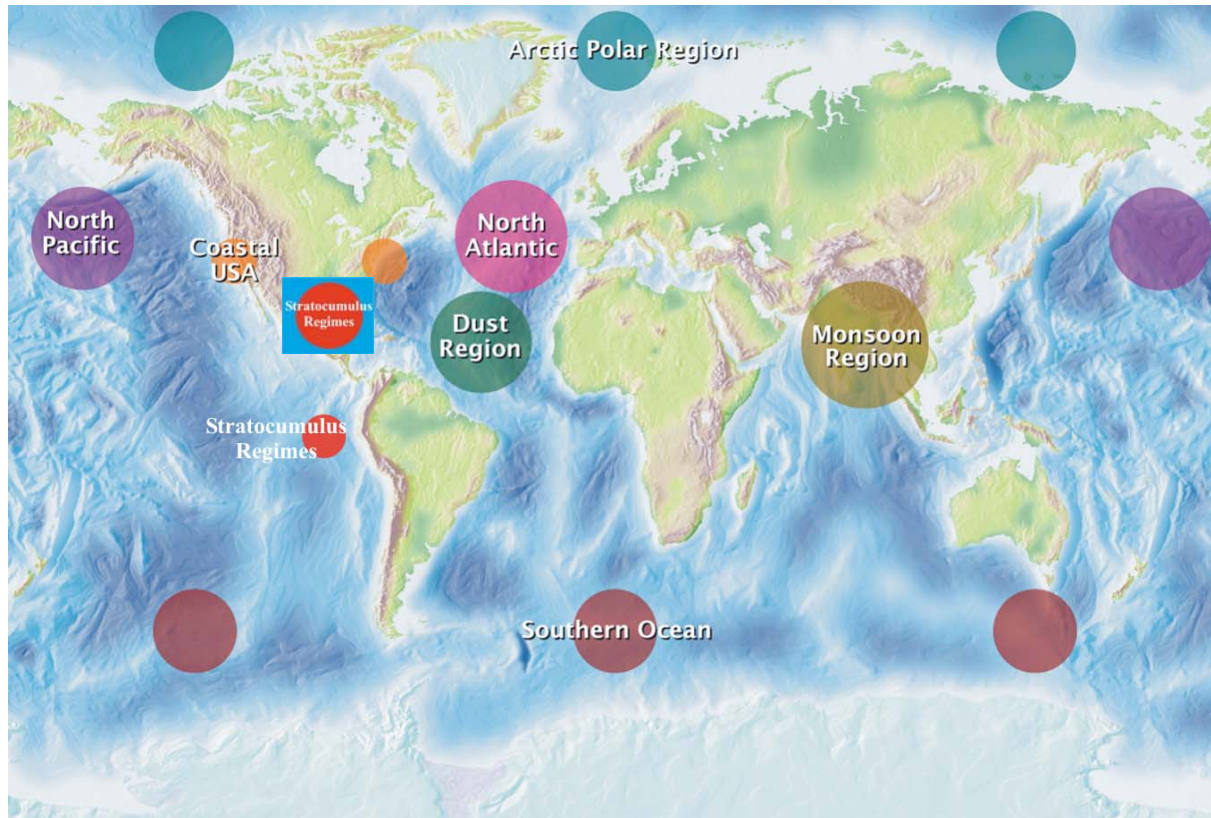 Arctic Polar Region
North
Pacific
North
Atlantic
Coastal
USA
Stratocumulus
Regimes
Dust
Region
Monsoon
Region
Stratocumulus
Regimes
Southern Ocean